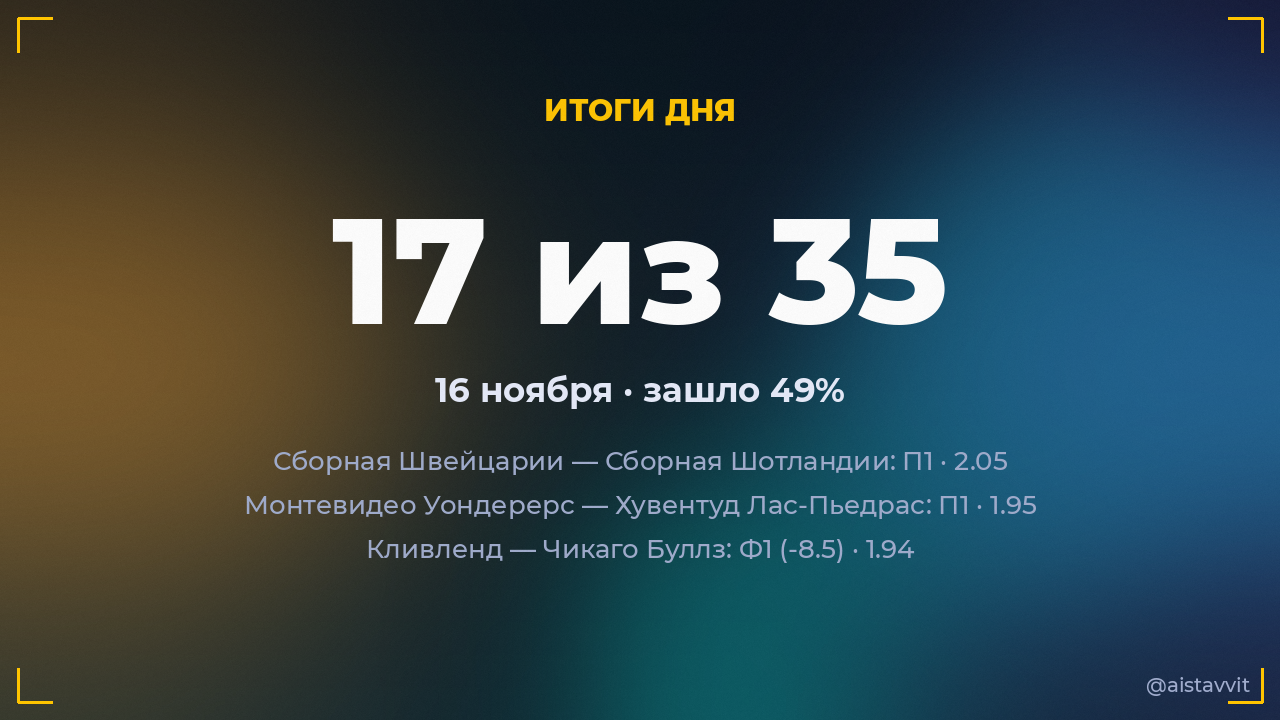 ИТОГИ ДНЯ
17 из 35
16 ноября · зашло 49%
Сборная Швейцарии — Сборная Шотландии: П1 · 2.05
Монтевидео Уондерерс — Хувентуд Лас-Пьедрас: П1 · 1.95
Кливленд — Чикаго Буллз: Ф1 (-8.5) · 1.94
@aistavvit